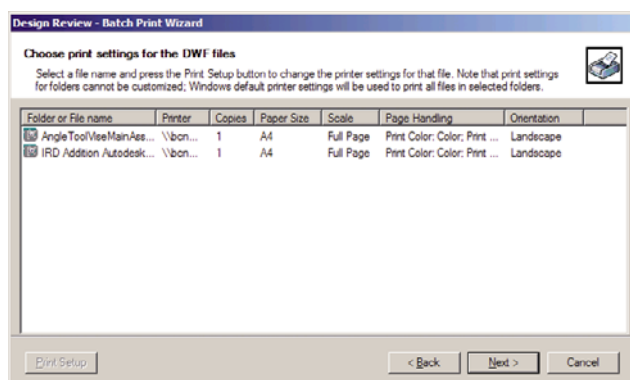 Design Review - Batch Print Wizard
Choose print settings for the DWF files
Select a file name and press the Print Setup button to change the printer settings for that file. Note that print settings
for folders cannot be customized; Windows default printer settings will be used to print all files in selected folders.
Folder or File name Printer Copies Paper Size Scale Page Handling Orientation
AngleToolViseMainAss... \\bcn... 1 A4 Full Page Print Color: Color; Print ... Landscape
IRD Addition Autodesk... \\bcn... 1 A4 Full Page Print Color: Color; Print ... Landscape
Print Setup < Back Next > Cancel